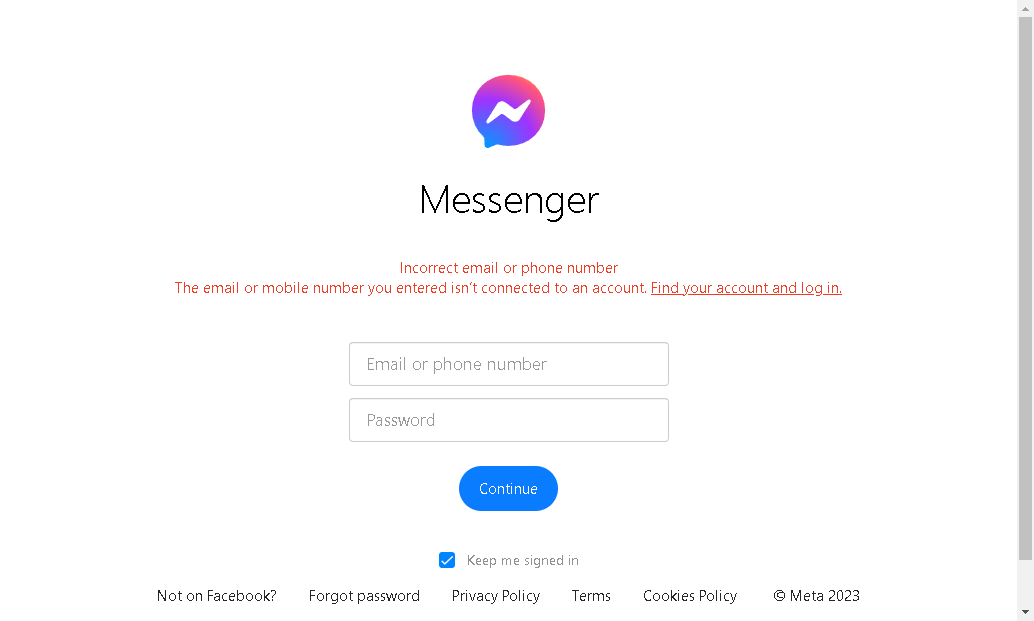 Messenger
Incorrect email or phone number
The email or mobile number you entered isn't connected to an account. Find your account and log in.
Email or phone number
Password
Continue
Keep me signed in
Not on Facebook? Forgot password Privacy Policy Terms Cookies Policy © Meta 2023